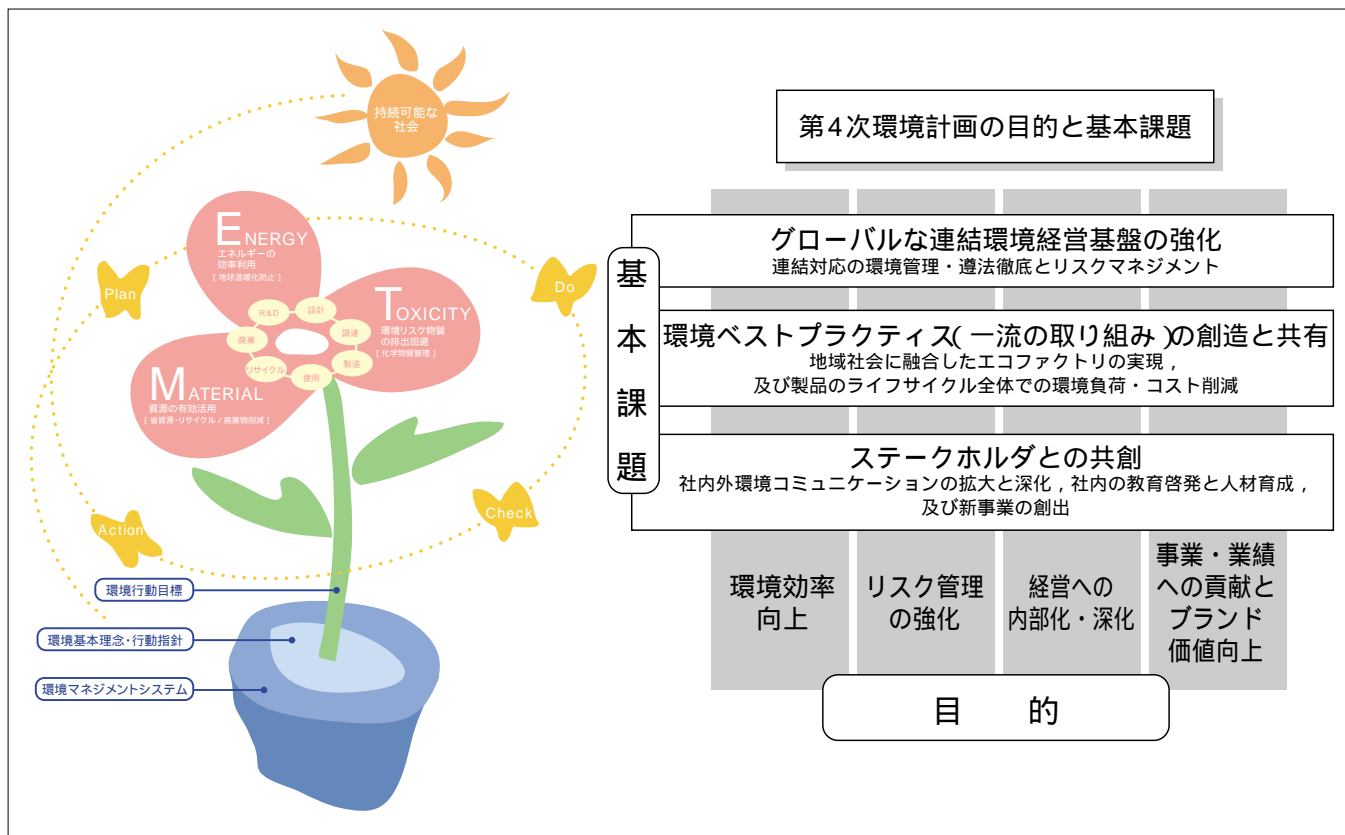 持続可能な
社会
ENERGY
エネルギーの
効率利用
[ 地球温暖化防止 ]
TOXICITY
環境リスク物質
の排出回避
[ 化学物質管理 ]
MATERIAL
資源の有効活用
[ 省資源・リサイクル / 廃棄物削減 ]
R&D
設計
調達
製造
使用
リサイクル
廃棄
Plan
Do
Check
Action
環境行動目標
環境基本理念・行動指針
環境マネジメントシステム
第4次環境計画の目的と基本課題
基本課題
グローバルな連結環境経営基盤の強化
連結対応の環境管理・遵法徹底とリスクマネジメント
環境ベストプラクティス(一流の取り組み)の創造と共有
地域社会に融合したエコファクトリの実現,
及び製品のライフサイクル全体での環境負荷・コスト削減
ステークホルダとの共創
社内外環境コミュニケーションの拡大と深化,社内の教育啓発と人材育成,
及び新事業の創出
環境効率
向上
リスク管理
の強化
経営への
内部化・深化
事業・業績
への貢献と
ブランド
価値向上
目 的